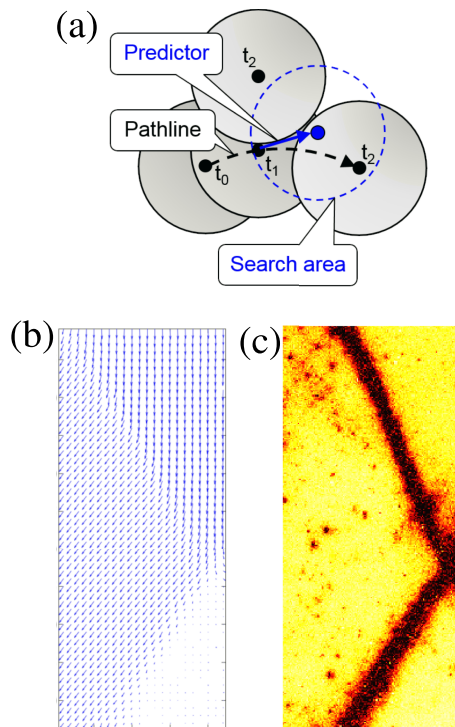 (a)
Predictor
t2
Pathline
t0
t1
t2
Search area
(b)
(c)